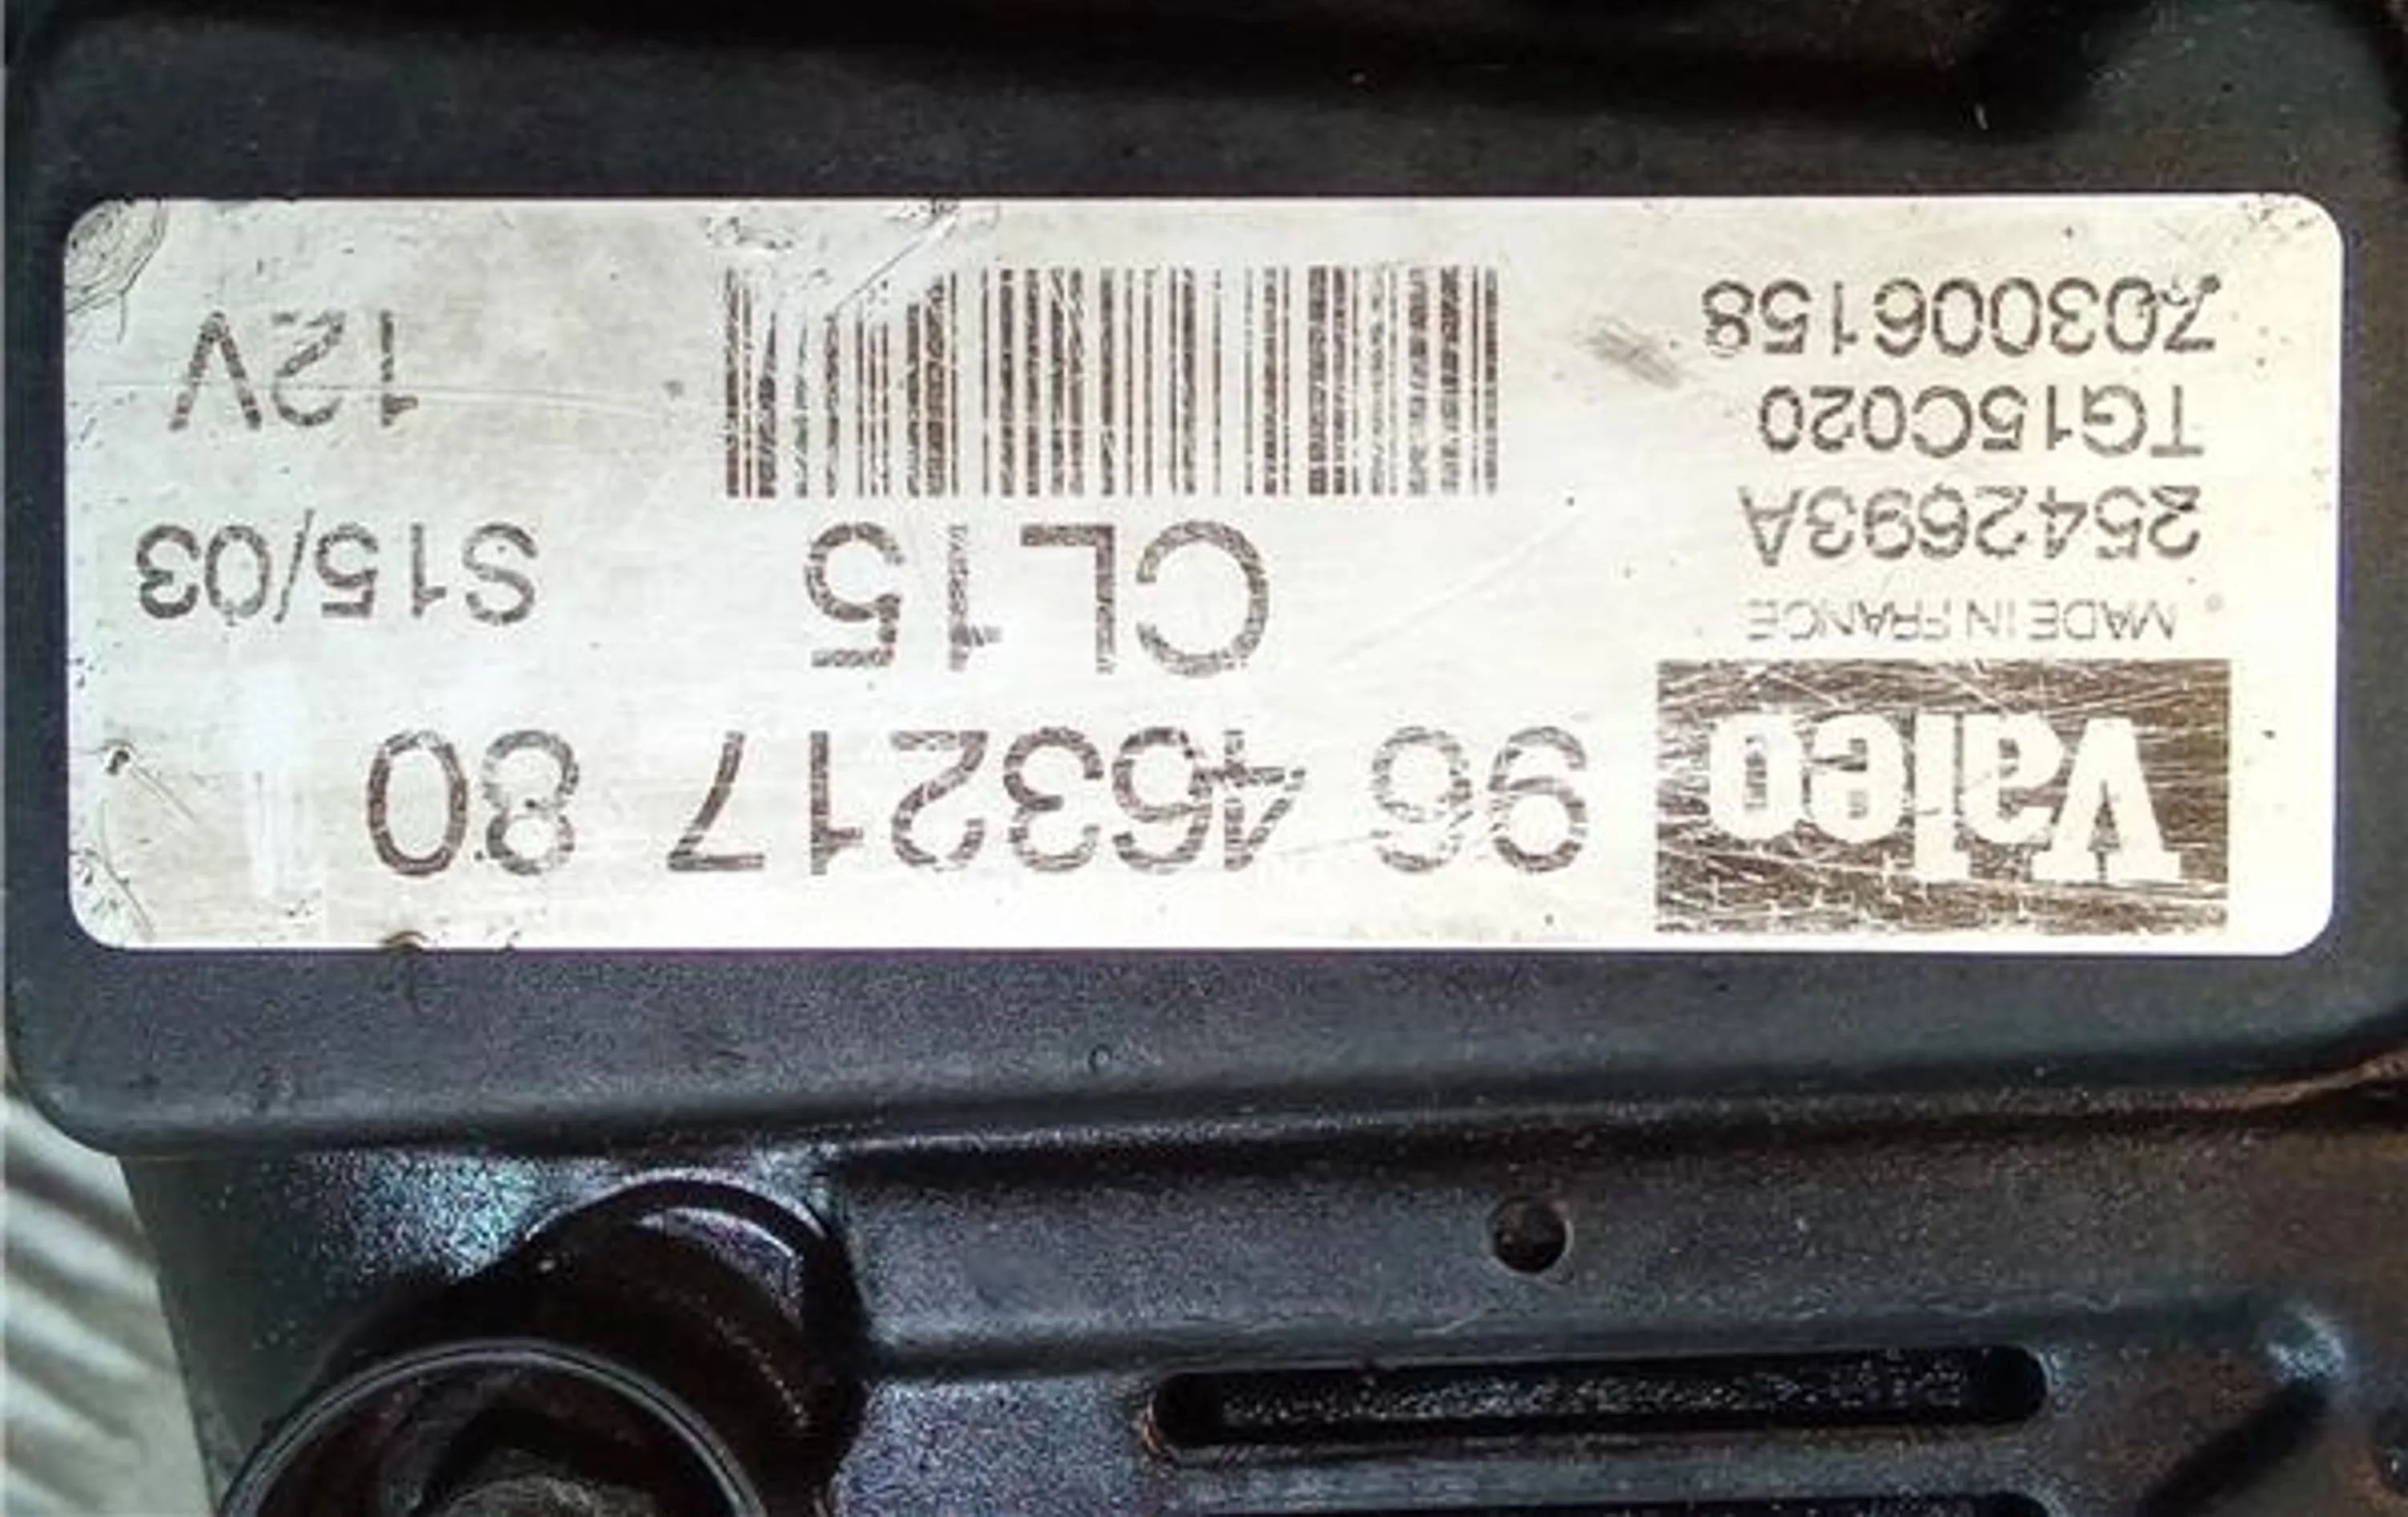 Valeo 96 463217 80
MADE IN FRANCE
2542693A CL15 S15/03
TG15C020 12V
703006158